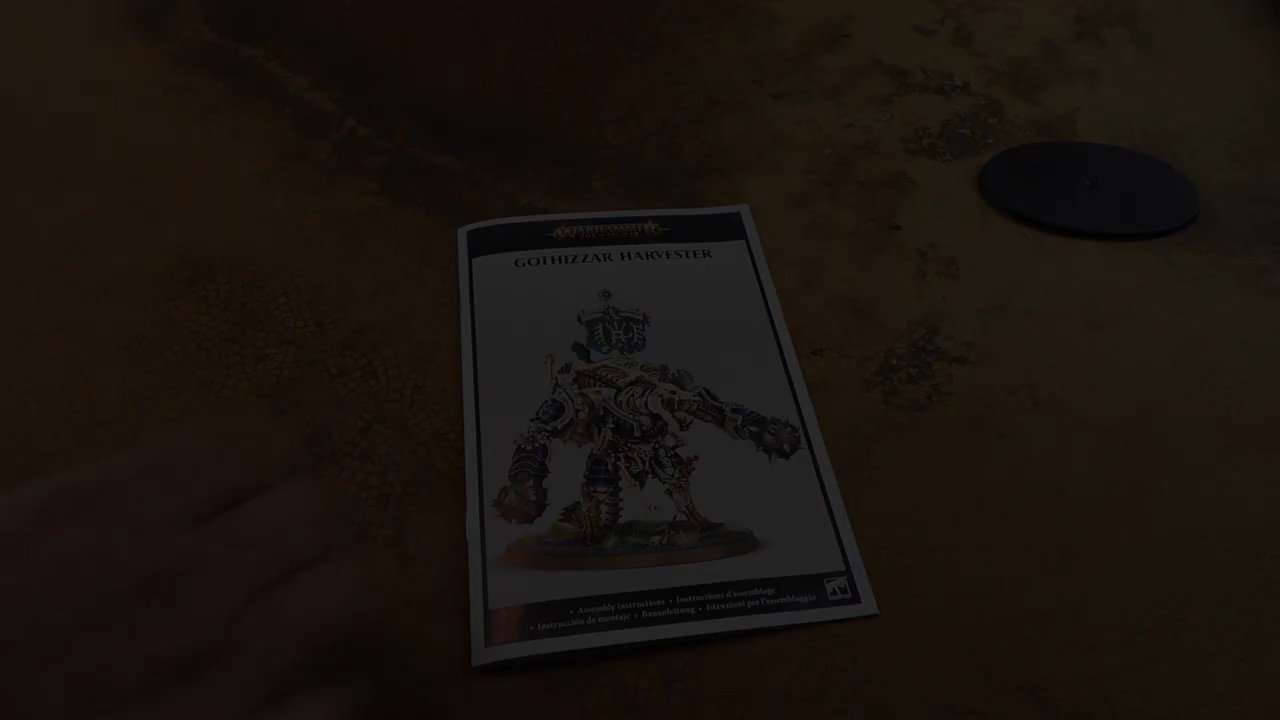 WARHAMMER
GOTHIZZAR HARVESTER
• Assembly instructions • Instructions d'assemblage
• Instrucción de montaje • Bauanleitung • Istruzioni per l'assemblaggio